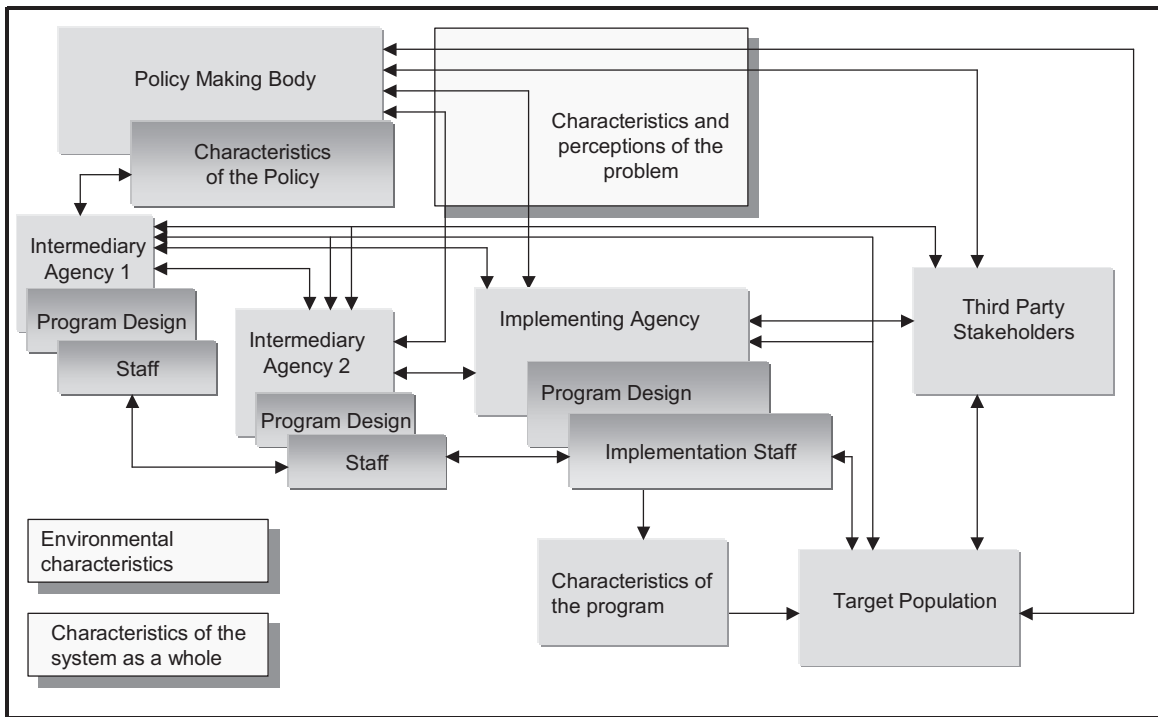 Policy Making Body
Characteristics
of the Policy
Characteristics and
perceptions of the
problem
Intermediary
Agency 1
Program Design
Staff
Intermediary
Agency 2
Program Design
Staff
Implementing Agency
Program Design
Implementation Staff
Third Party
Stakeholders
Environmental
characteristics
Characteristics of the
system as a whole
Characteristics of
the program
Target Population